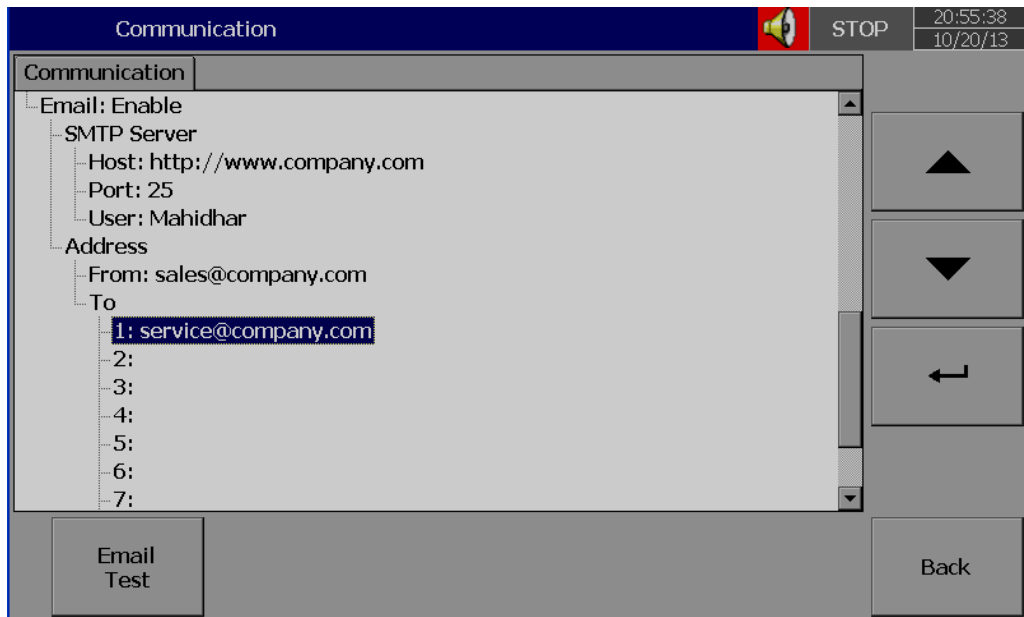 Communication
STOP
20:55:38
10/20/13
Communication
Email: Enable
SMTP Server
Host: http://www.company.com
Port: 25
User: Mahidhar
Address
From: sales@company.com
To
1: service@company.com
2:
3:
4:
5:
6:
7:
Email
Test
Back